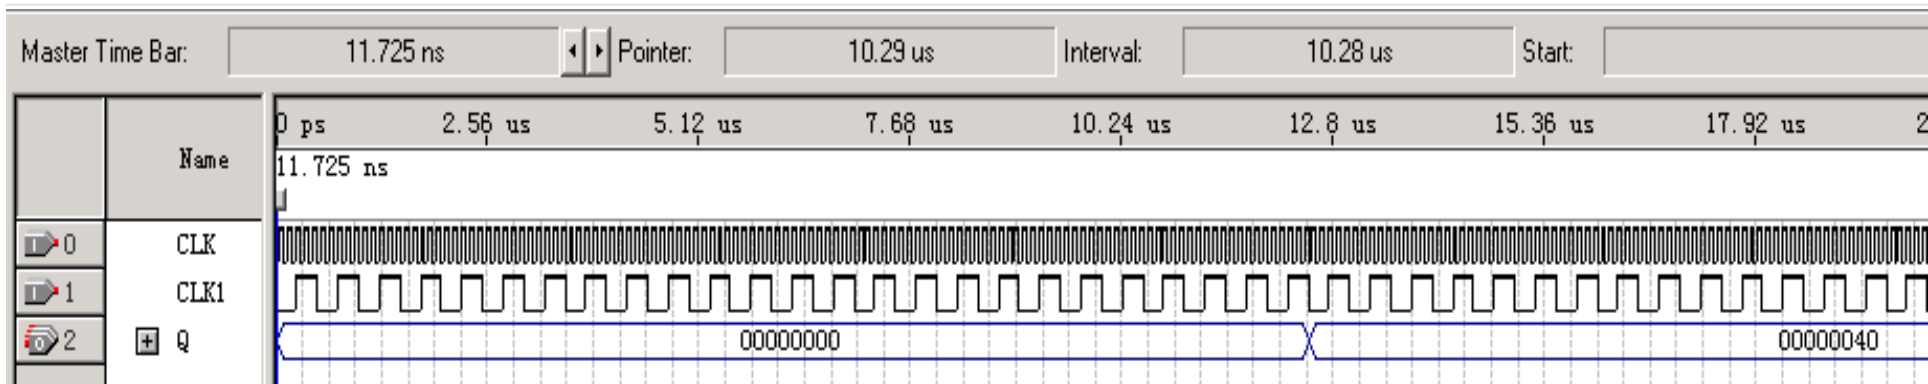 Master Time Bar: 11.725 ns Pointer: 10.29 us Interval: 10.28 us Start:
Name
0 ps 2.56 us 5.12 us 7.68 us 10.24 us 12.8 us 15.36 us 17.92 us 2
11.725 ns
0 CLK
1 CLK1
2 Q 00000000 00000040